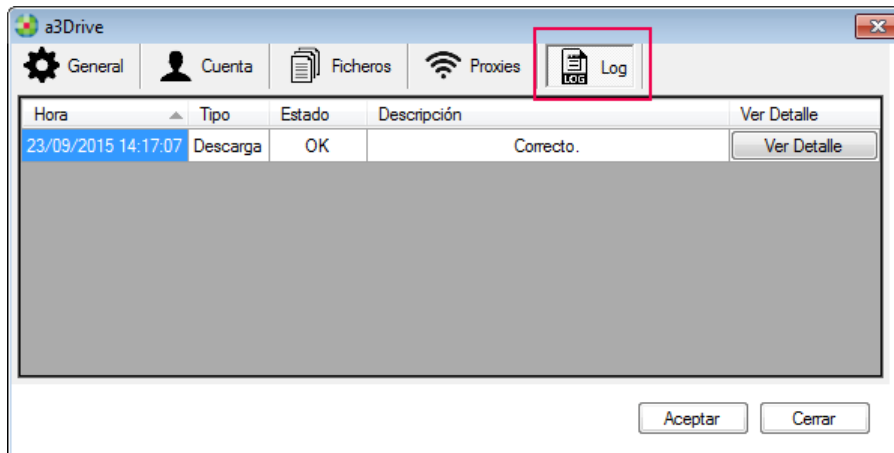 a3Drive
General Cuenta Ficheros Proxies LOG Log
Hora Tipo Estado Descripción Ver Detalle
23/09/2015 14:17:07 Descarga OK Correcto. Ver Detalle
Aceptar Cerrar